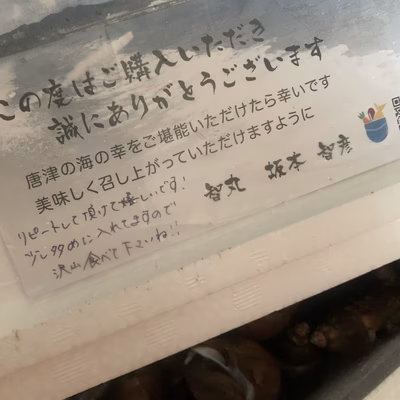 この度はご購入いただき
誠にありがとうございます
唐津の海の幸をご堪能いただけたら幸いです
美味しく召し上がっていただけますように
智丸 坂本 智彦
リピートして頂けて嬉しいです!
少し多めに入れてますので
沢山食べて下さいね!!